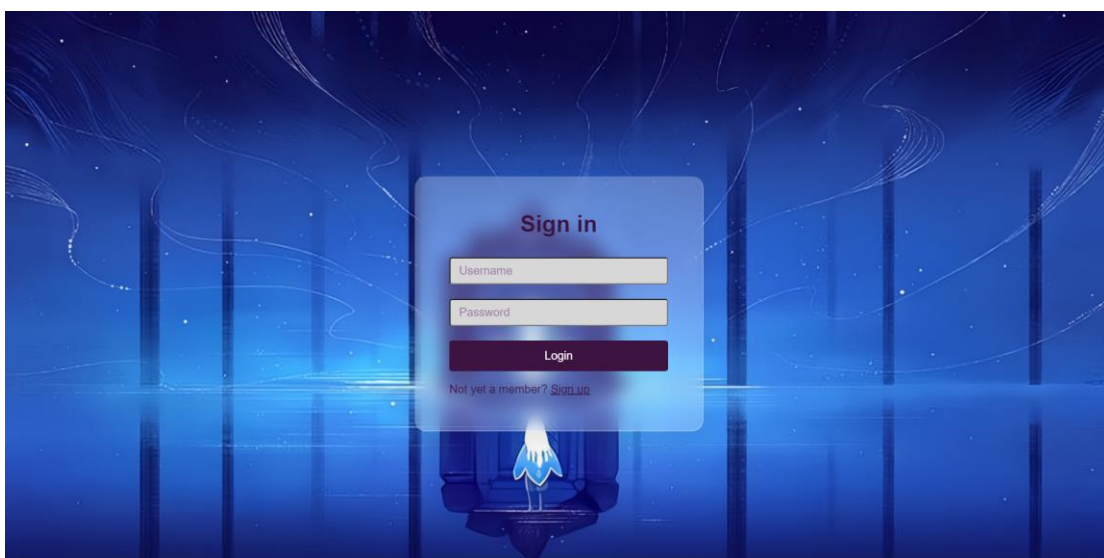 Sign in
Username
Password
Login
Not yet a member? Sign up